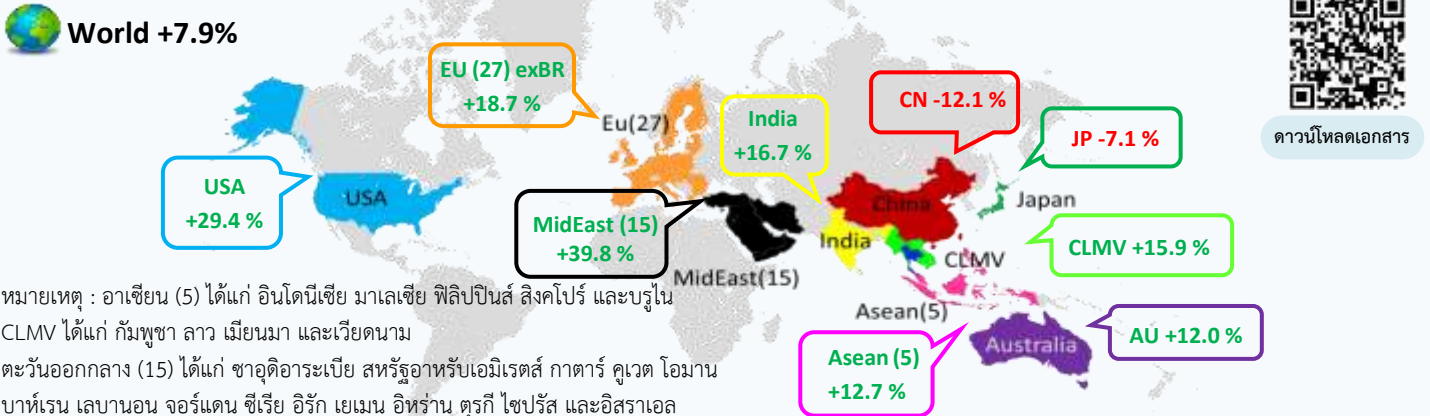 World +7.9%
EU (27) exBR
+18.7 %
Eu(27)
India
+16.7 %
CN -12.1 %
JP -7.1 %
ดาวน์โหลดเอกสาร
USA
+29.4 %
USA
MidEast (15)
+39.8 %
MidEast(15)
China
India
Japan
CLMV
CLMV +15.9 %
Asean(5)
Asean (5)
+12.7 %
Australia
AU +12.0 %
หมายเหตุ : อาเซียน (5) ได้แก่ อินโดนีเซีย มาเลเซีย ฟิลิปปินส์ สิงคโปร์ และบรูไน
CLMV ได้แก่ กัมพูชา ลาว เมียนมา และเวียดนาม
ตะวันออกกลาง (15) ได้แก่ ซาอุดิอาระเบีย สหรัฐอาหรับเอมิเรตส์ กาตาร์ คูเวต โอมาน
บาห์เรน เลบานอน จอร์แดน ซีเรีย อิรัก เยเมน อิหร่าน ตุรกี ไซปรัส และอิสราเอล